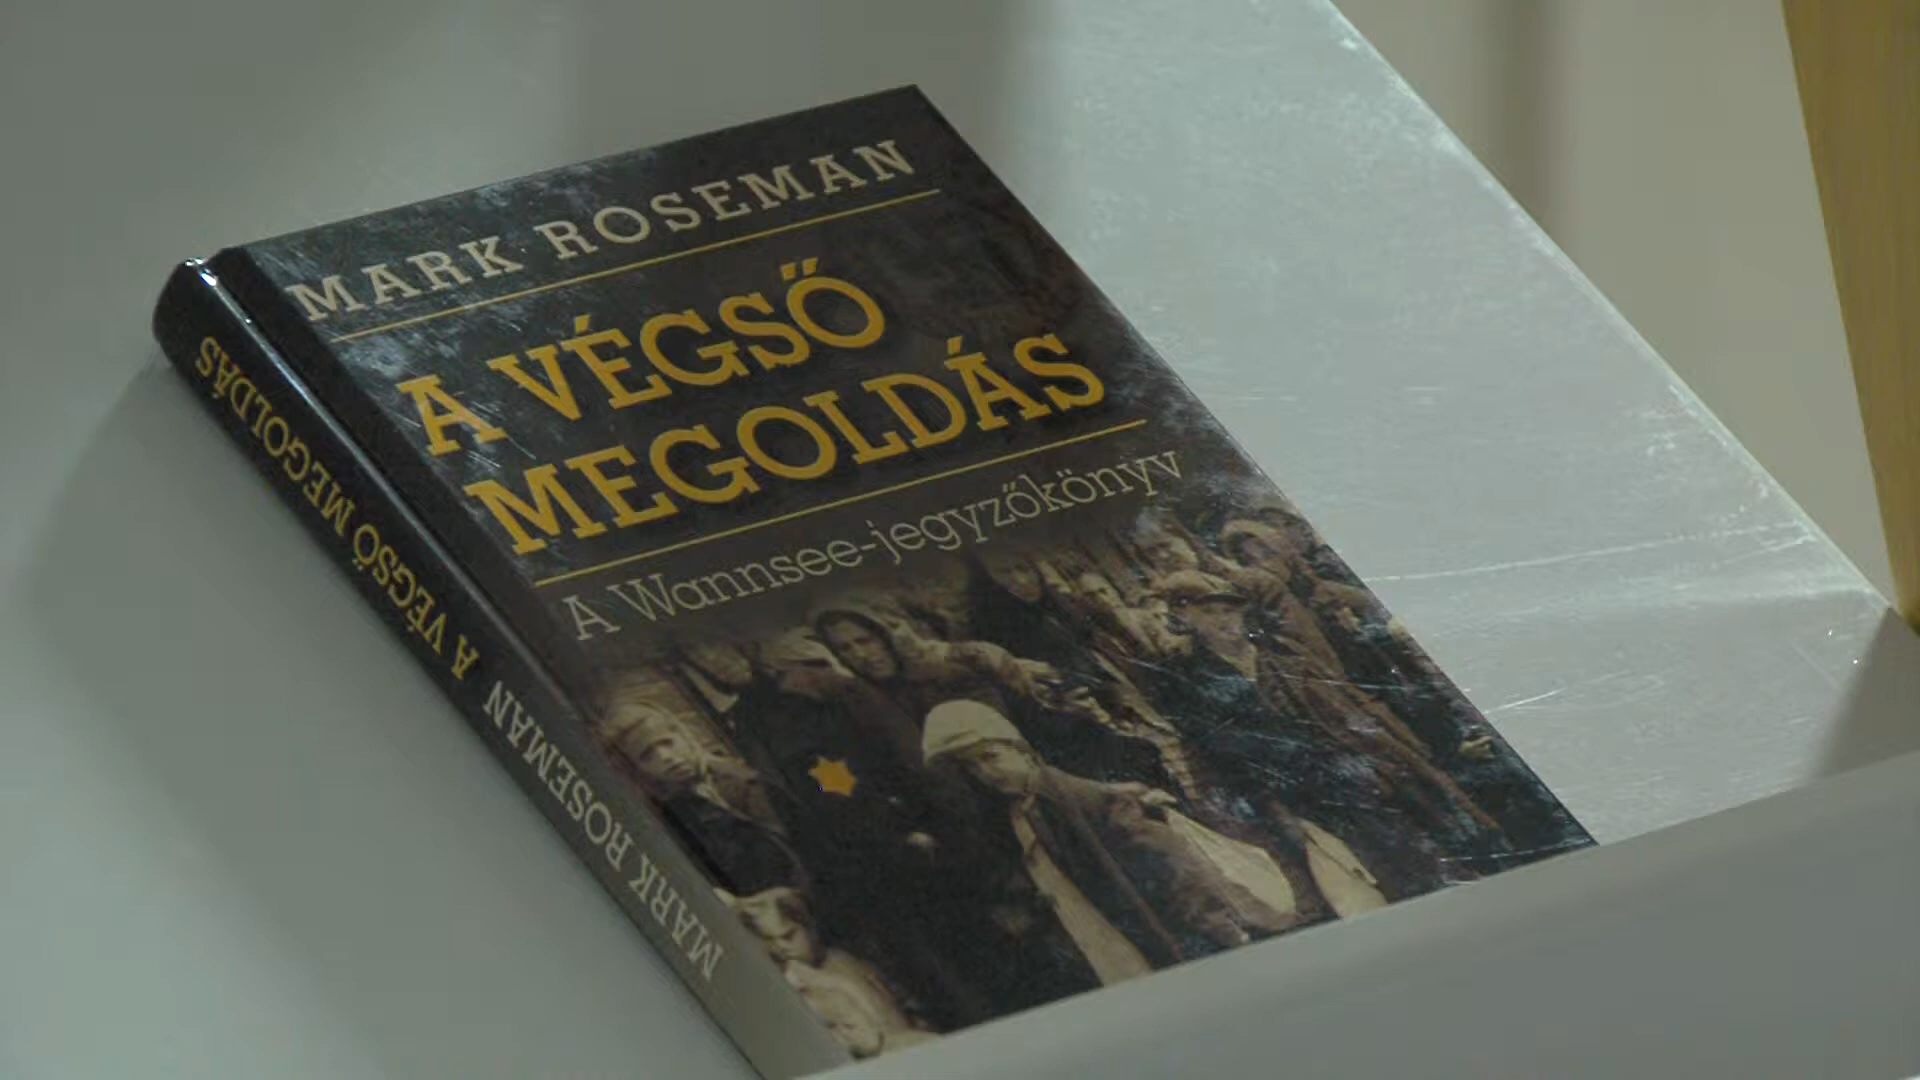 MARK ROSEMAN
A VÉGSŐ
MEGOLDÁS
A Wannsee-jegyzőkönyv
MARK ROSEMAN A VÉGSŐ MEGOLDÁS